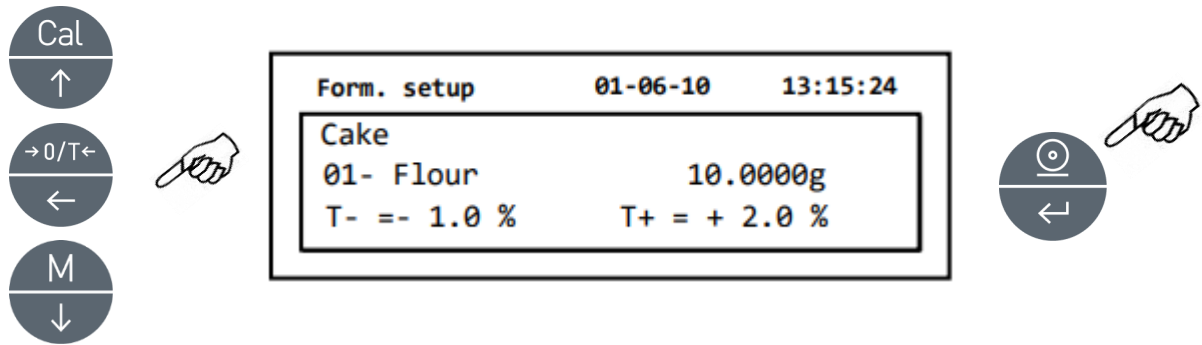 Cal
↑
→0/T←
←
M
↓
Form. setup 01-06-10 13:15:24
Cake
01- Flour 10.0000g
T- =- 1.0 % T+ = + 2.0 %
↵